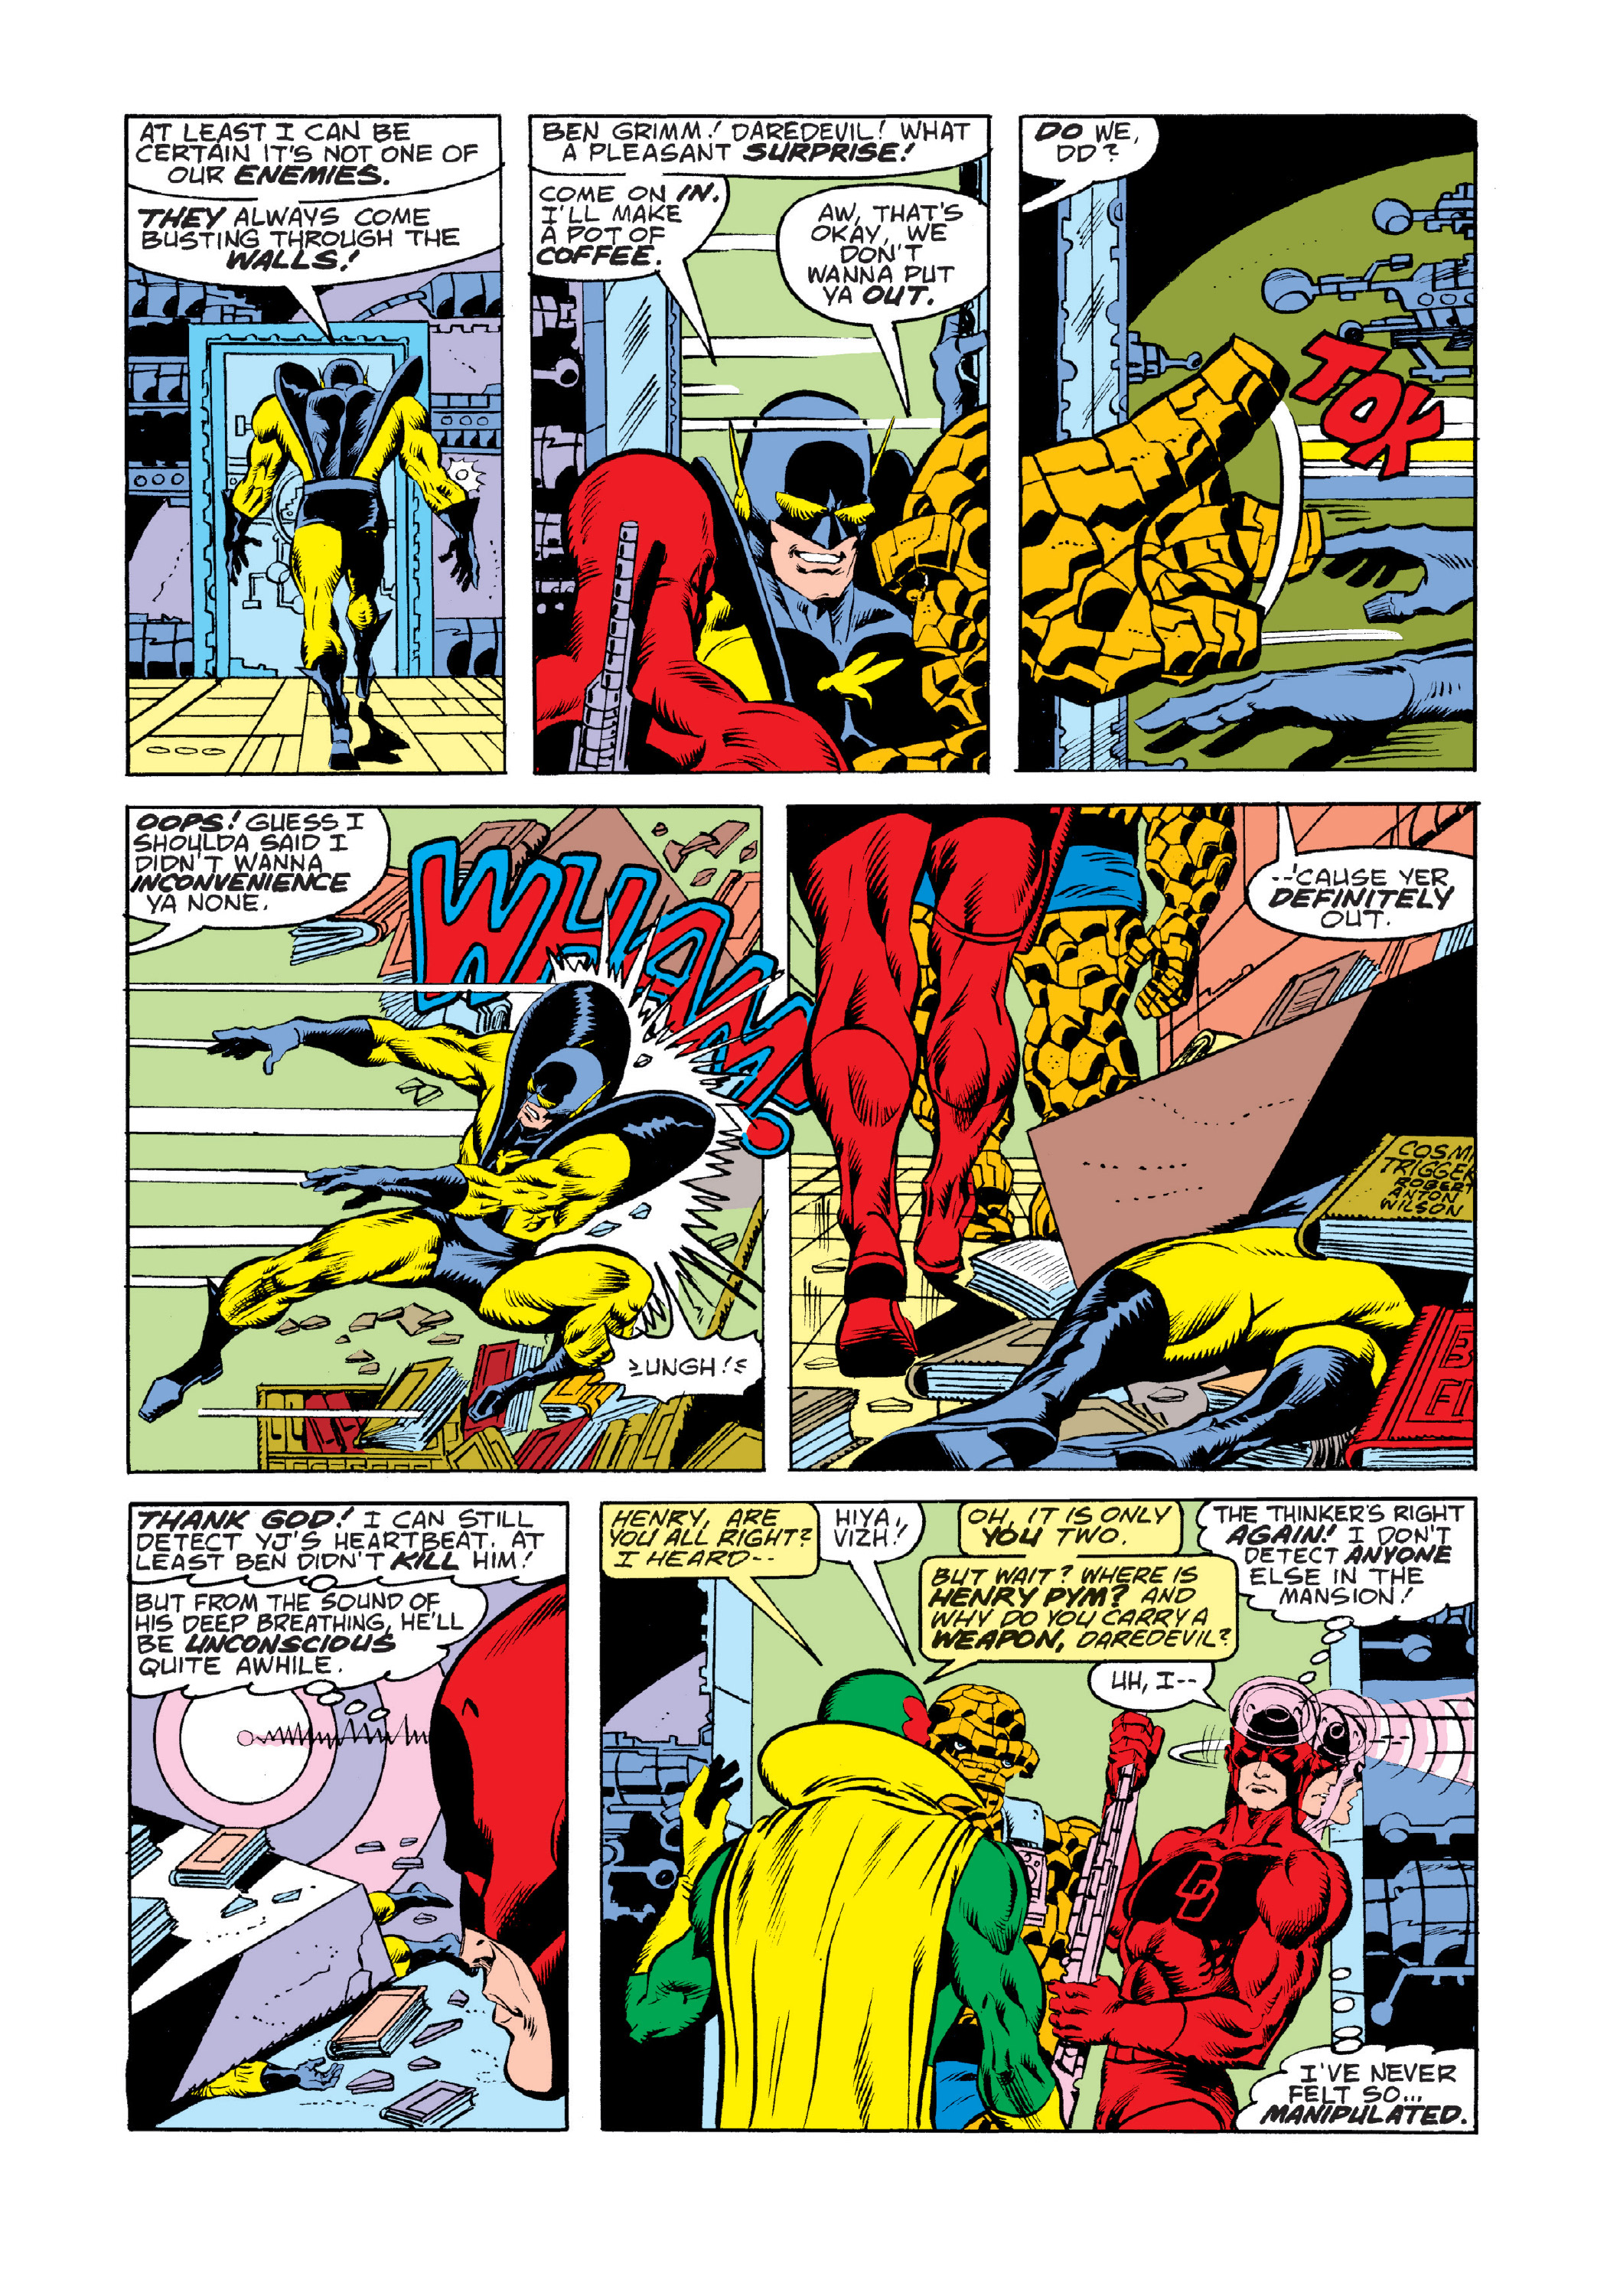 AT LEAST I CAN BE
CERTAIN IT'S NOT ONE OF
OUR ENEMIES.
THEY ALWAYS COME
BUSTING THROUGH THE
WALLS!
BEN GRIMM! DAREDEVIL! WHAT
A PLEASANT SURPRISE!
COME ON IN.
I'LL MAKE
A POT OF
COFFEE.
AW, THAT'S
OKAY, WE
DON'T
WANNA PUT
YA OUT.
DO WE,
DD?
TOK
OOPS! GUESS I
SHOULDA SAID I
DIDN'T WANNA
INCONVENIENCE
YA NONE.
WHAM!
UNGH!
--'CAUSE YER
DEFINITELY
OUT.
COSMI
TRIGGER
ROBERT
ANTON
WILSON
B
FI
THANK GOD! I CAN STILL
DETECT YJ'S HEARTBEAT. AT
LEAST BEN DIDN'T KILL HIM!
BUT FROM THE SOUND OF
HIS DEEP BREATHING, HE'LL
BE UNCONSCIOUS
QUITE AWHILE.
HENRY, ARE
YOU ALL RIGHT?
I HEARD--
HIYA,
VIZH!
OH, IT IS ONLY
YOU TWO.
BUT WAIT? WHERE IS
HENRY PYM? AND
WHY DO YOU CARRY A
WEAPON, DAREDEVIL?
UH, I--
THE THINKER'S RIGHT
AGAIN! I DON'T
DETECT ANYONE
ELSE IN THE
MANSION!
DD
I'VE NEVER
FELT SO...
MANIPULATED.